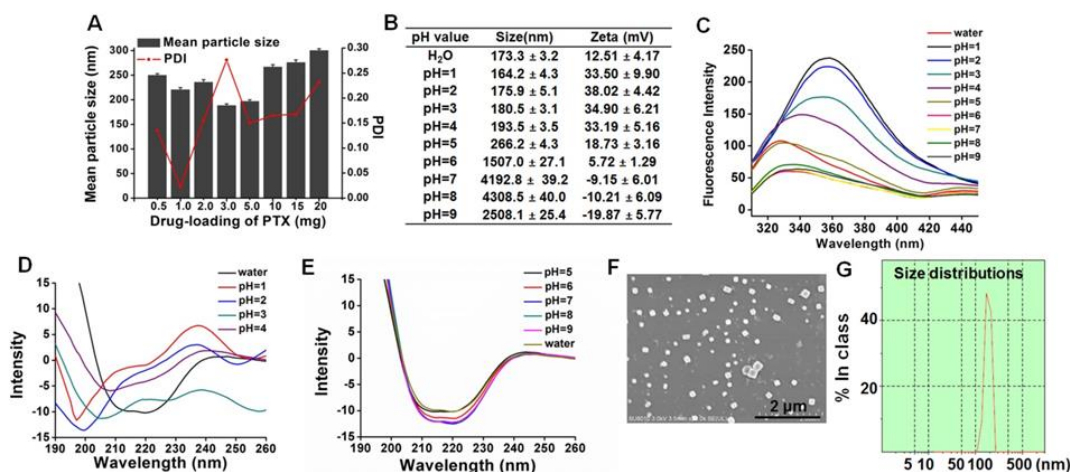 A
Mean particle size
PDI
Mean particle size (nm)
300
250
200
150
100
50
0
0.30
0.25
0.20
0.15
0.10
0.05
0.00
PDI
0.5 1.0 2.0 3.0 5.0 10 15 20
Drug-loading of PTX (mg)
B
pH value Size(nm) Zeta (mV)
H₂O 173.3 ± 3.2 12.51 ± 4.17
pH=1 164.2 ± 4.3 33.50 ± 9.90
pH=2 175.9 ± 5.1 38.02 ± 4.42
pH=3 180.5 ± 3.1 34.90 ± 6.21
pH=4 193.5 ± 3.5 33.19 ± 5.16
pH=5 266.2 ± 4.3 18.73 ± 3.16
pH=6 1507.0 ± 27.1 5.72 ± 1.29
pH=7 4192.8 ± 39.2 -9.15 ± 6.01
pH=8 4308.5 ± 40.0 -10.21 ± 6.09
pH=9 2508.1 ± 25.4 -19.87 ± 5.77
C
Fluorescence Intensity
250
200
150
100
50
0
water
pH=1
pH=2
pH=3
pH=4
pH=5
pH=6
pH=7
pH=8
pH=9
310 340 360 380 400 420 440
Wavelength (nm)
D
Intensity
15
10
5
0
-5
-10
-15
water
pH=1
pH=2
pH=3
pH=4
190 200 210 220 230 240 250 260
Wavelength (nm)
E
Intensity
15
10
5
0
-5
-10
-15
pH=5
pH=6
pH=7
pH=8
pH=9
water
190 200 210 220 230 240 250 260
Wavelength (nm)
F
2 μm
G
Size distributions
% In class
40
20
5 10 50 100 500 (nm)